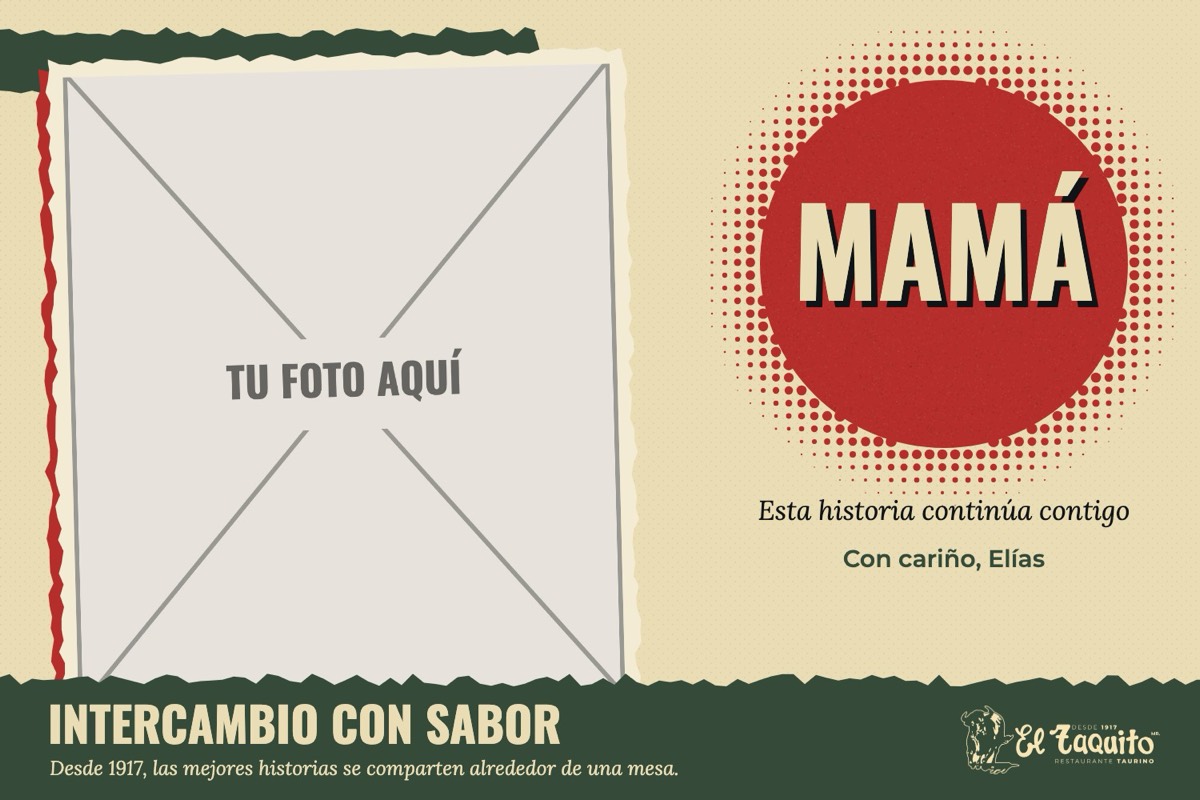 TU FOTO AQUÍ
MAMÁ
Esta historia continúa contigo
Con cariño, Elías
INTERCAMBIO CON SABOR
Desde 1917, las mejores historias se comparten alrededor de una mesa.
DESDE 1917
El Taquito MR.
RESTAURANTE TAURINO